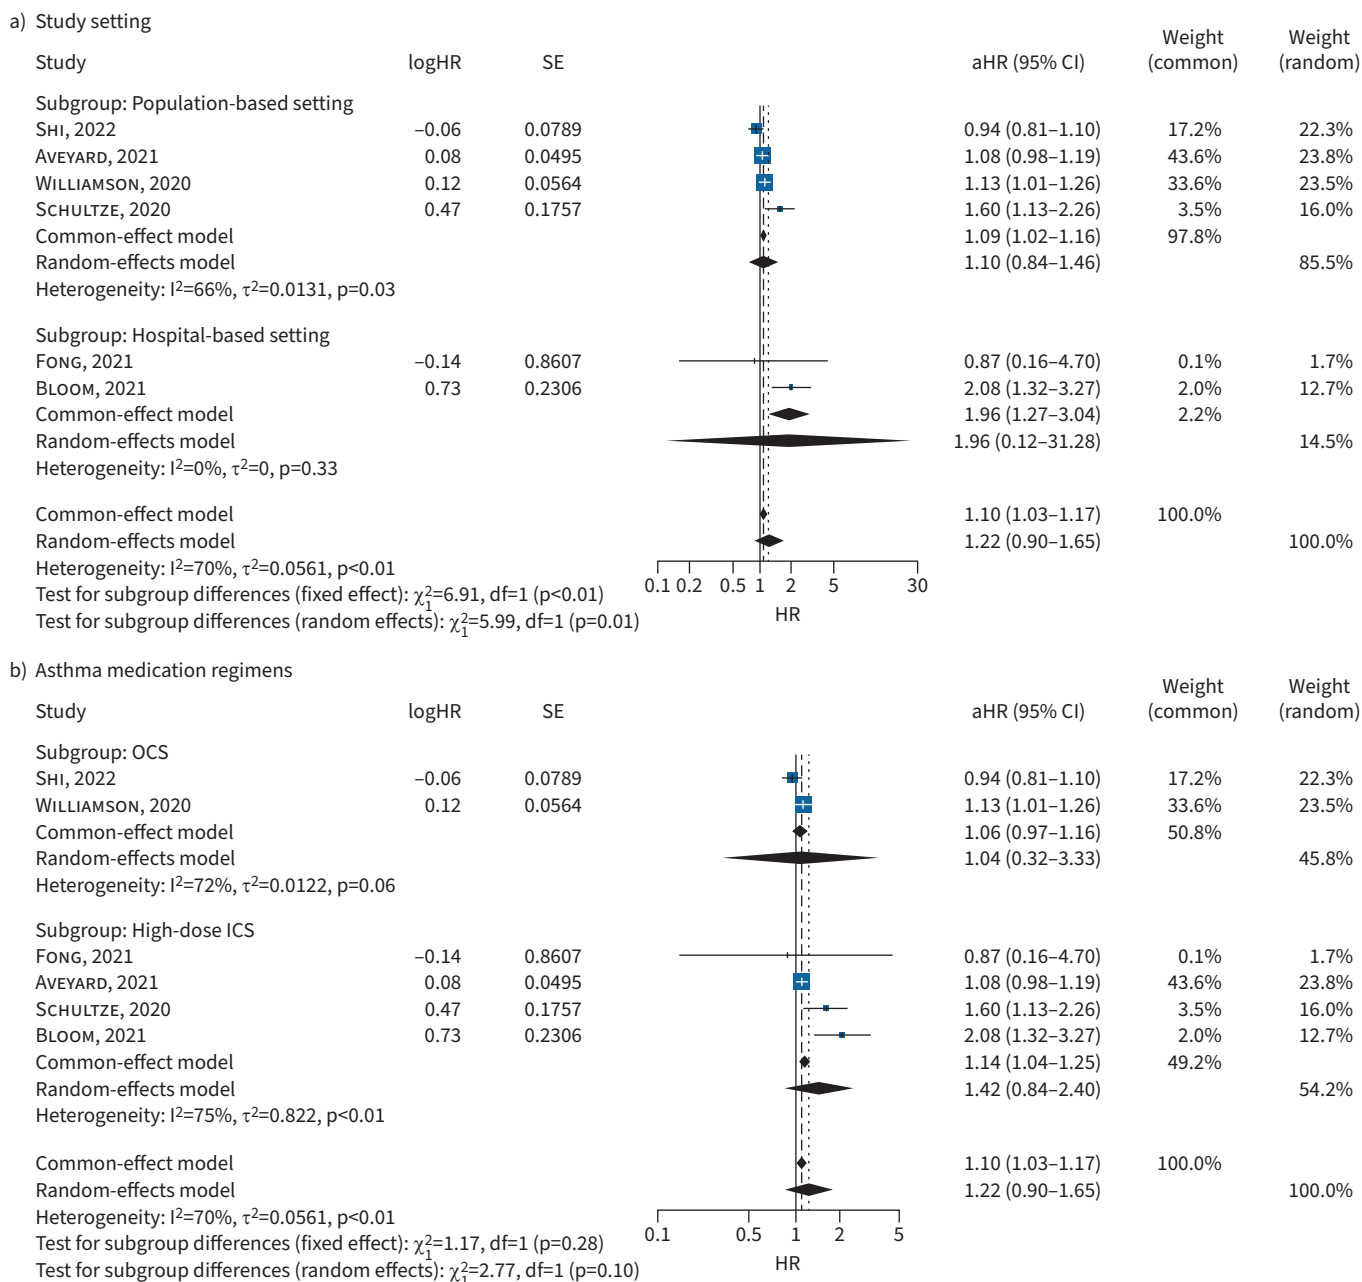 a) Study setting
Study logHR SE aHR (95% CI) Weight (common) Weight (random)
Subgroup: Population-based setting
SHI, 2022 –0.06 0.0789 0.94 (0.81–1.10) 17.2% 22.3%
AVEYARD, 2021 0.08 0.0495 1.08 (0.98–1.19) 43.6% 23.8%
WILLIAMSON, 2020 0.12 0.0564 1.13 (1.01–1.26) 33.6% 23.5%
SCHULTZE, 2020 0.47 0.1757 1.60 (1.13–2.26) 3.5% 16.0%
Common-effect model 1.09 (1.02–1.16) 97.8%
Random-effects model 1.10 (0.84–1.46) 85.5%
Heterogeneity: I²=66%, τ²=0.0131, p=0.03
Subgroup: Hospital-based setting
FONG, 2021 –0.14 0.8607 0.87 (0.16–4.70) 0.1% 1.7%
BLOOM, 2021 0.73 0.2306 2.08 (1.32–3.27) 2.0% 12.7%
Common-effect model 1.96 (1.27–3.04) 2.2%
Random-effects model 1.96 (0.12–31.28) 14.5%
Heterogeneity: I²=0%, τ²=0, p=0.33
Common-effect model 1.10 (1.03–1.17) 100.0%
Random-effects model 1.22 (0.90–1.65) 100.0%
Heterogeneity: I²=70%, τ²=0.0561, p<0.01
0.1 0.2 0.5 1 2 5 30
Test for subgroup differences (fixed effect): χ²₁=6.91, df=1 (p<0.01)
HR
Test for subgroup differences (random effects): χ²₁=5.99, df=1 (p=0.01)
b) Asthma medication regimens
Study logHR SE aHR (95% CI) Weight (common) Weight (random)
Subgroup: OCS
SHI, 2022 –0.06 0.0789 0.94 (0.81–1.10) 17.2% 22.3%
WILLIAMSON, 2020 0.12 0.0564 1.13 (1.01–1.26) 33.6% 23.5%
Common-effect model 1.06 (0.97–1.16) 50.8%
Random-effects model 1.04 (0.32–3.33) 45.8%
Heterogeneity: I²=72%, τ²=0.0122, p=0.06
Subgroup: High-dose ICS
FONG, 2021 –0.14 0.8607 0.87 (0.16–4.70) 0.1% 1.7%
AVEYARD, 2021 0.08 0.0495 1.08 (0.98–1.19) 43.6% 23.8%
SCHULTZE, 2020 0.47 0.1757 1.60 (1.13–2.26) 3.5% 16.0%
BLOOM, 2021 0.73 0.2306 2.08 (1.32–3.27) 2.0% 12.7%
Common-effect model 1.14 (1.04–1.25) 49.2%
Random-effects model 1.42 (0.84–2.40) 54.2%
Heterogeneity: I²=75%, τ²=0.822, p<0.01
Common-effect model 1.10 (1.03–1.17) 100.0%
Random-effects model 1.22 (0.90–1.65) 100.0%
Heterogeneity: I²=70%, τ²=0.0561, p<0.01
0.1 0.5 1 2 5
Test for subgroup differences (fixed effect): χ²₁=1.17, df=1 (p=0.28)
HR
Test for subgroup differences (random effects): χ²₁=2.77, df=1 (p=0.10)